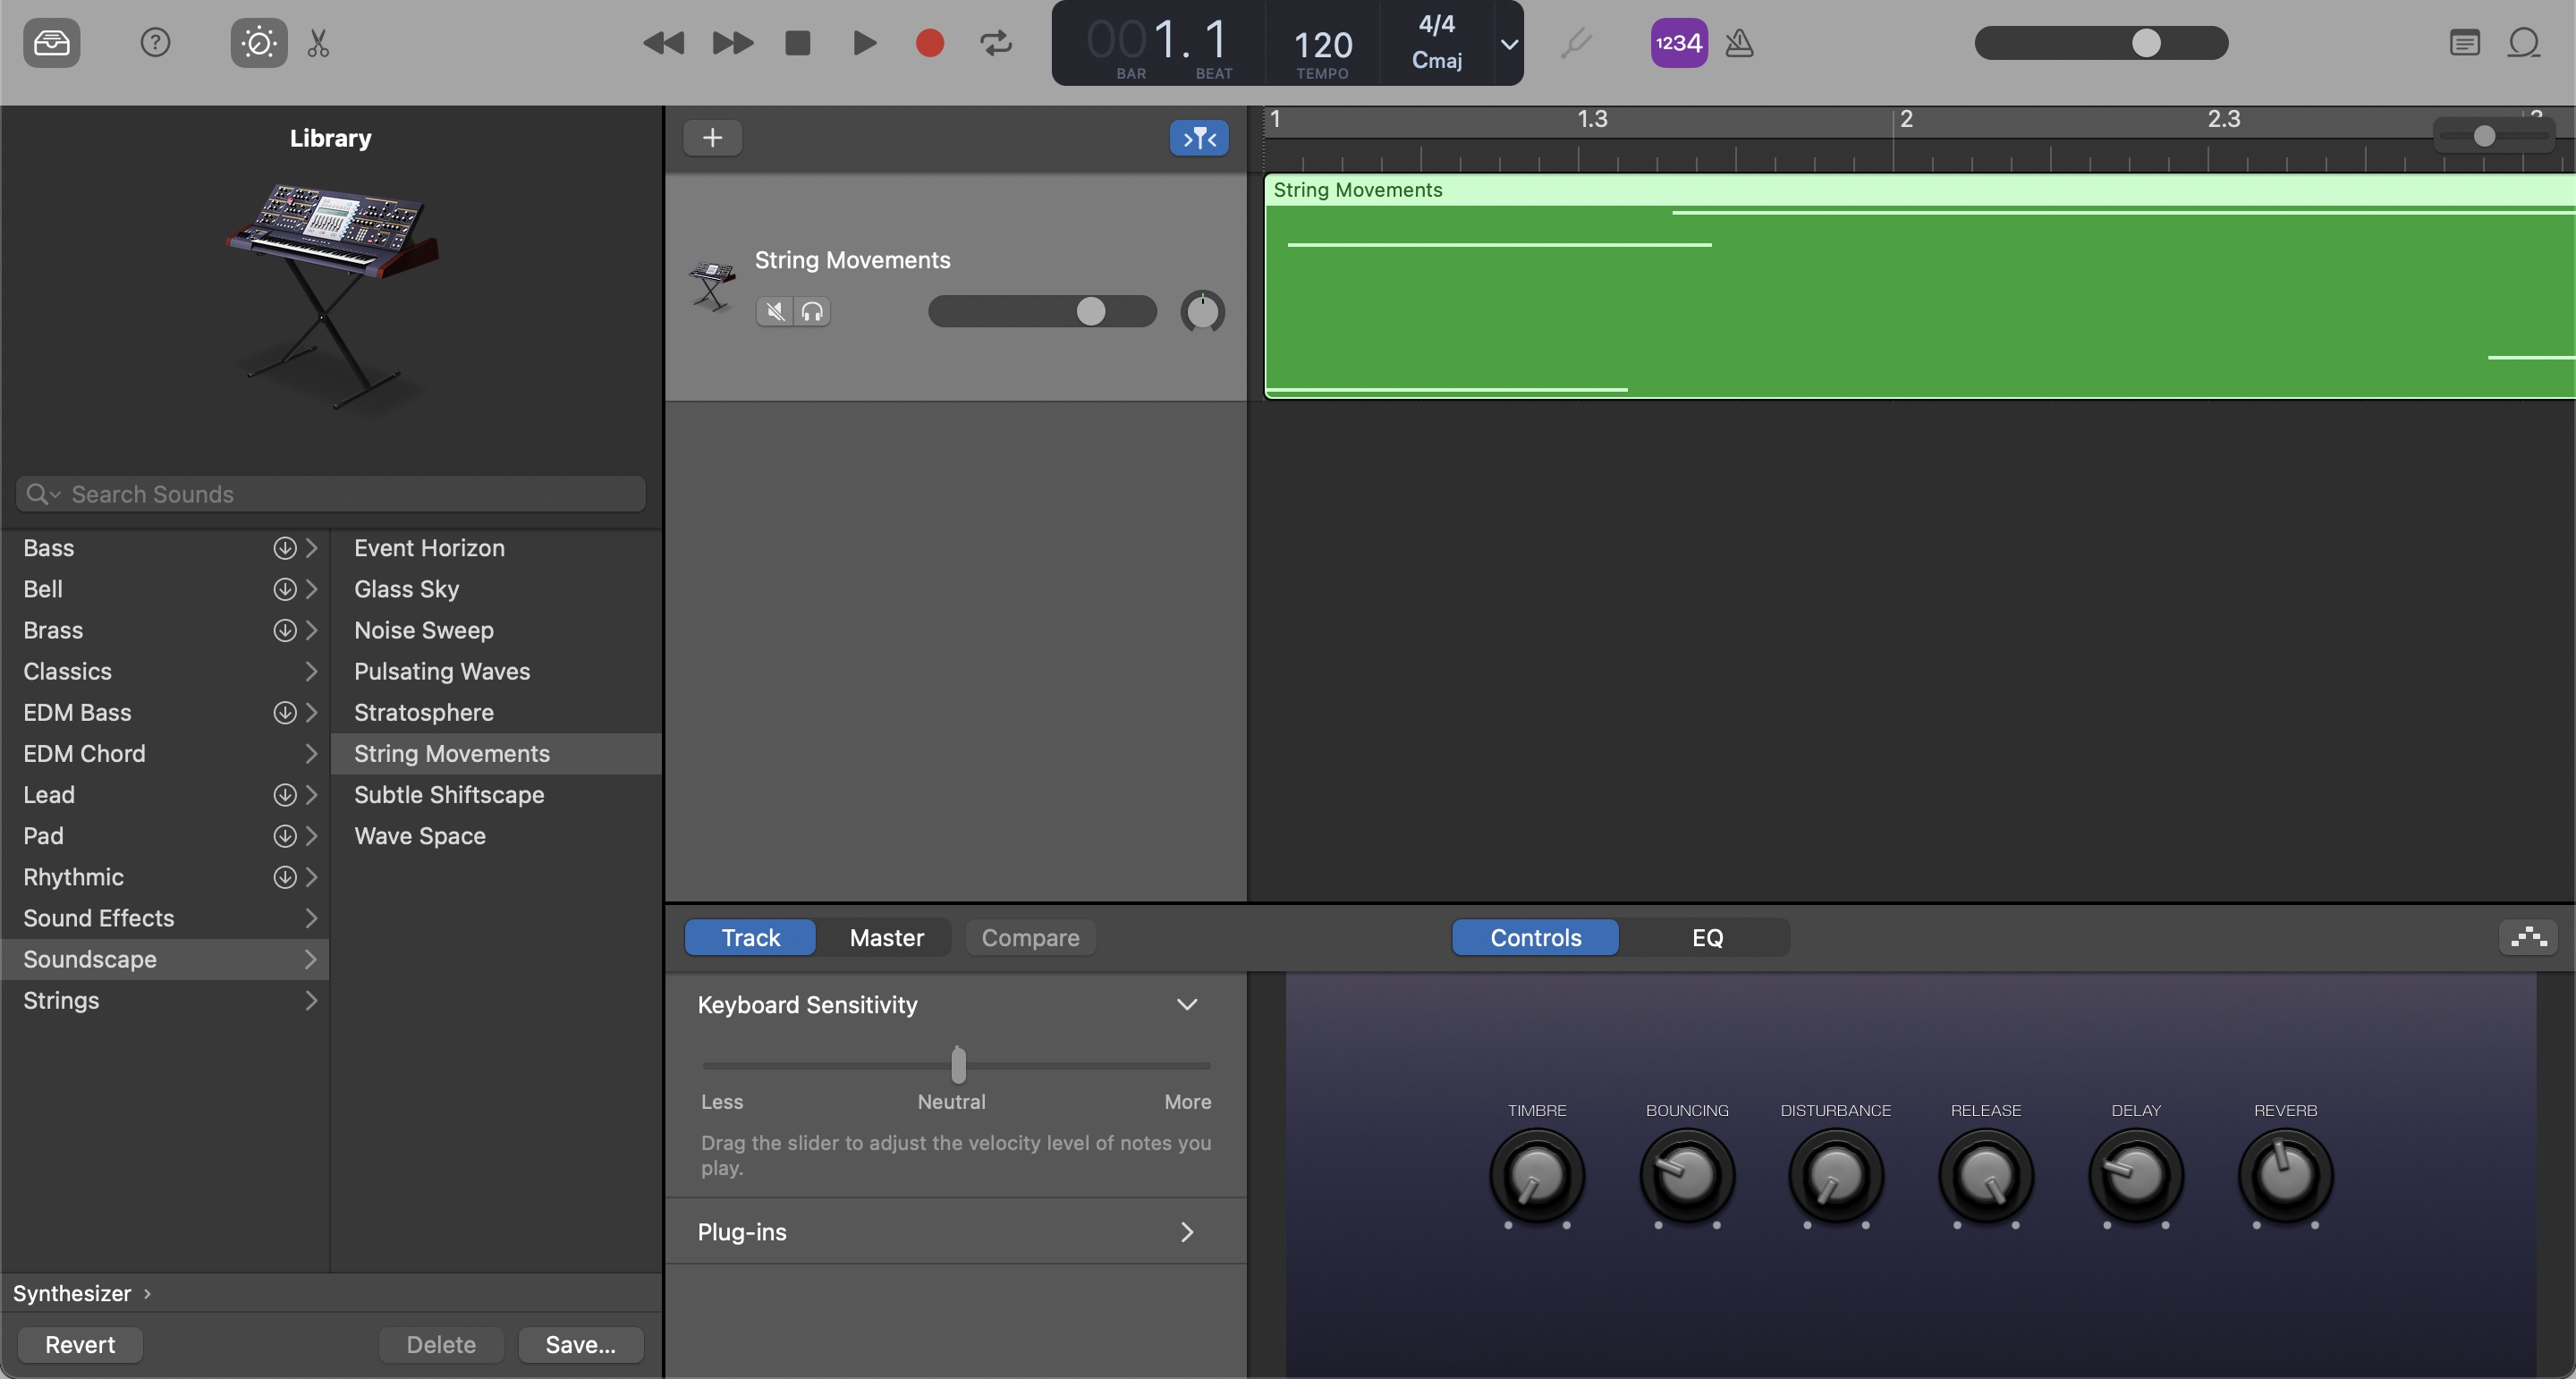 001. 1
BAR BEAT
120
TEMPO
4/4
Cmaj
1234
Library
Search Sounds
Bass
Bell
Brass
Classics
EDM Bass
EDM Chord
Lead
Pad
Rhythmic
Sound Effects
Soundscape
Strings
Event Horizon
Glass Sky
Noise Sweep
Pulsating Waves
Stratosphere
String Movements
Subtle Shiftscape
Wave Space
Synthesizer ›
Revert Delete Save...
String Movements
1 1.3 2 2.3
String Movements
Track Master Compare Controls EQ
Keyboard Sensitivity
Less Neutral More
Drag the slider to adjust the velocity level of notes you
play.
Plug-ins
TIMBRE BOUNCING DISTURBANCE RELEASE DELAY REVERB